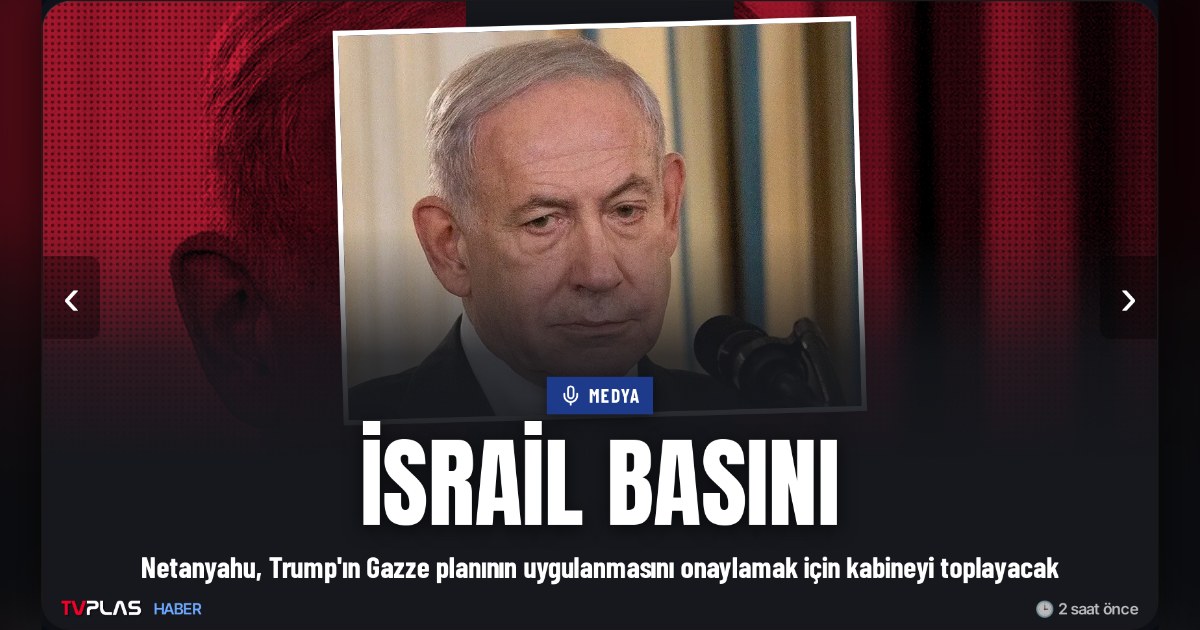 MEDYA
İSRAİL BASINI
Netanyahu, Trump'ın Gazze planının uygulanmasını onaylamak için kabineyi toplayacak
TVPLAS HABER
2 saat önce